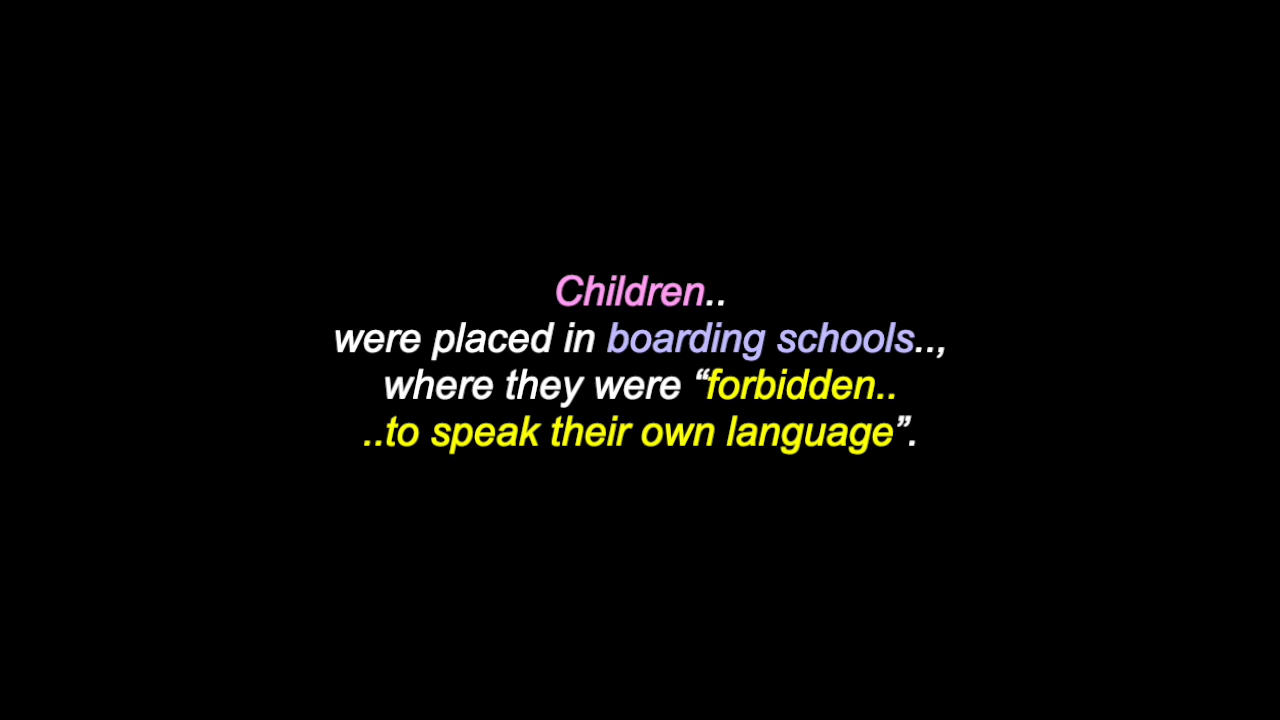 Children..
were placed in boarding schools..,
where they were “forbidden..
..to speak their own language”.